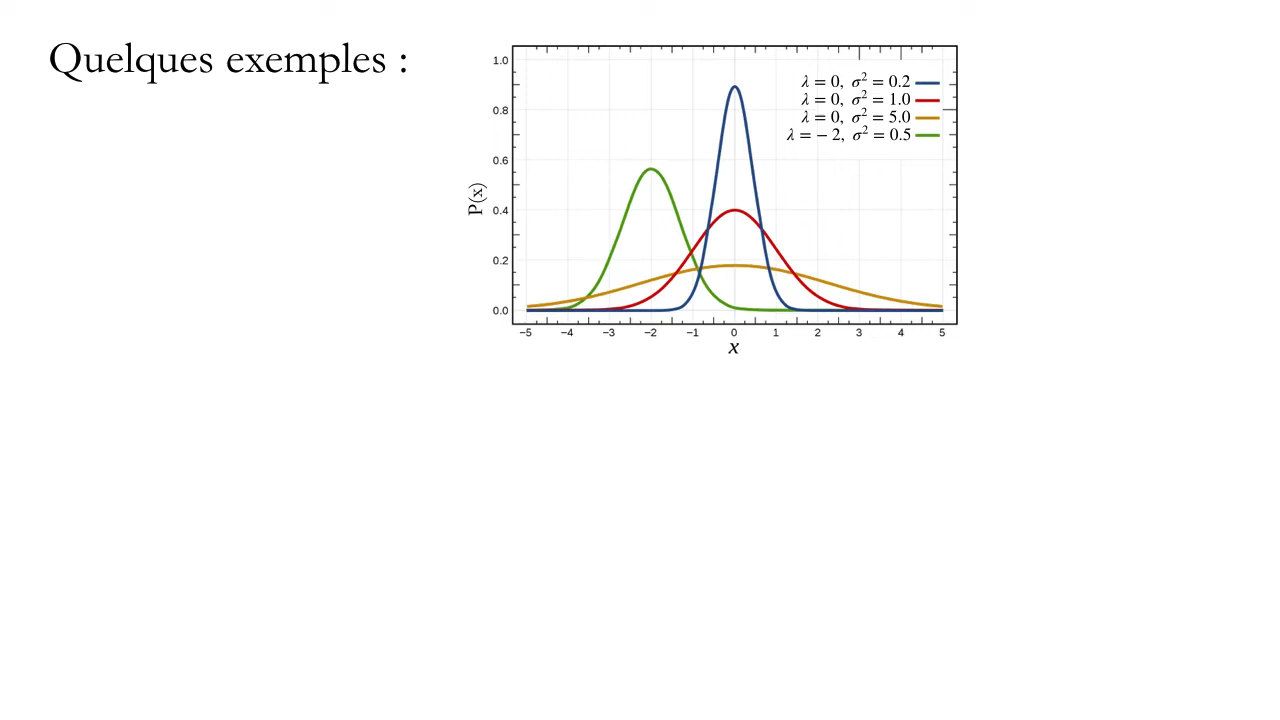 Quelques exemples :
λ = 0, σ² = 0.2
λ = 0, σ² = 1.0
λ = 0, σ² = 5.0
λ = − 2, σ² = 0.5
P(x)
1.0
0.8
0.6
0.4
0.2
0.0
−5 −4 −3 −2 −1 0 1 2 3 4 5
x